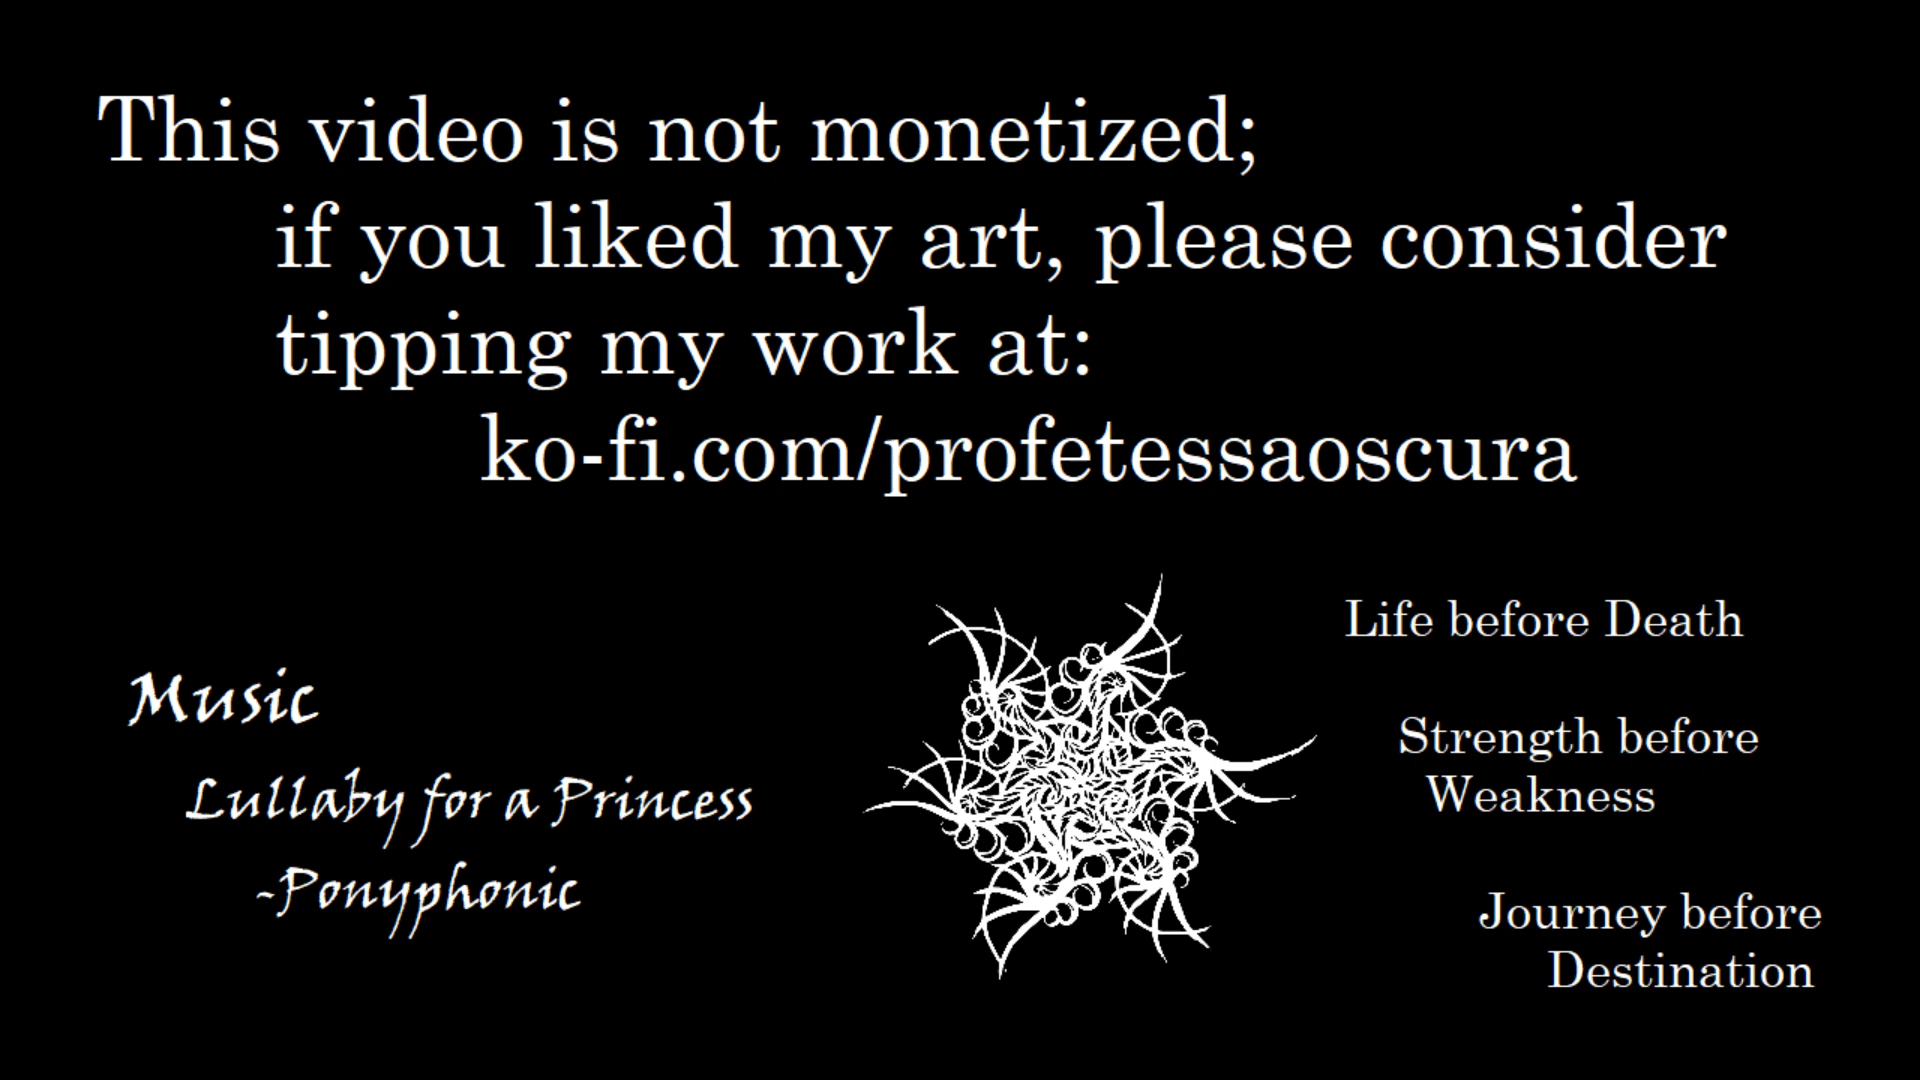 This video is not monetized;
if you liked my art, please consider
tipping my work at:
ko-fi.com/profetessaoscura
Music
Lullaby for a Princess
-Ponyphonic
Life before Death
Strength before
Weakness
Journey before
Destination